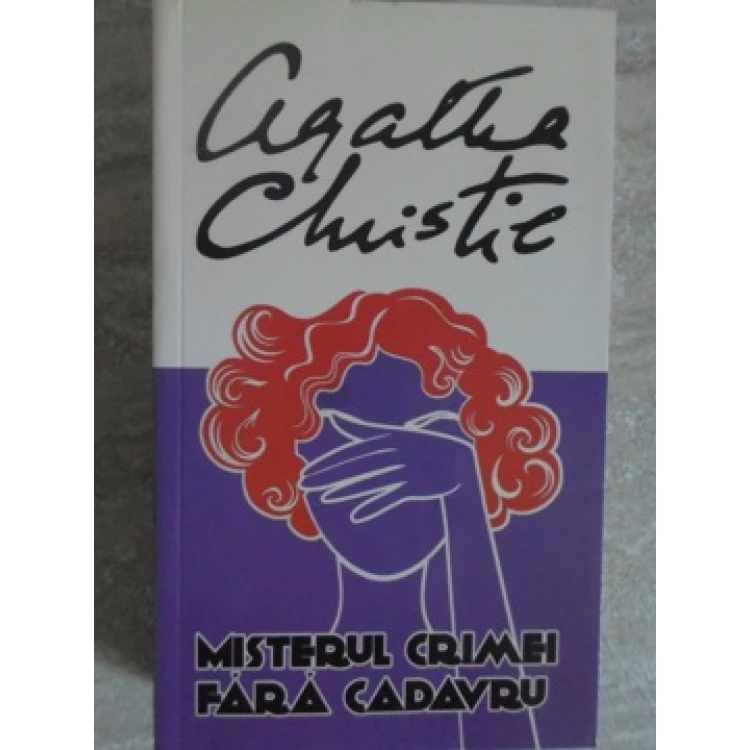 Agatha
Christie
MISTERUL CRIMEI
FĂRĂ CADAVRU